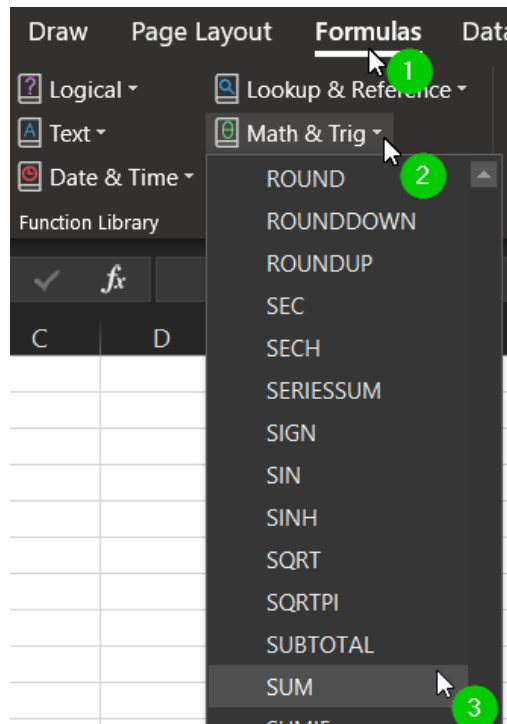 Draw Page Layout Formulas Data
1
Logical Lookup & Reference
Text Math & Trig
2
Date & Time
Function Library
fx
C D
ROUND
ROUNDDOWN
ROUNDUP
SEC
SECH
SERIESSUM
SIGN
SIN
SINH
SQRT
SQRTPI
SUBTOTAL
SUM
3